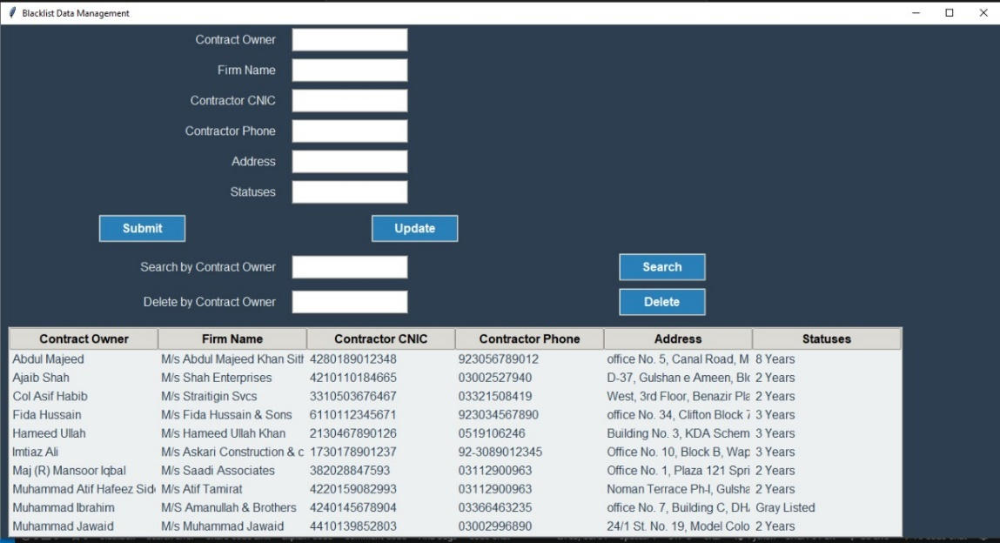 Blacklist Data Management
Contract Owner
Firm Name
Contractor CNIC
Contractor Phone
Address
Statuses
Submit Update
Search by Contract Owner Search
Delete by Contract Owner Delete
Contract Owner Firm Name Contractor CNIC Contractor Phone Address Statuses
Abdul Majeed M/s Abdul Majeed Khan 4280189012348 923056789012 office No. 5, Canal Road, 8 Years
Ajaib Shah M/s Shah Enterprises 4210110184665 03002527940 D-37, Gulshan e Ameen, 2 Years
Col Asif Habib M/s Straitigin Svcs 3310503676467 03321508419 West, 3rd Floor, Benazir 2 Years
Fida Hussain M/s Fida Hussain & Sons 6110112345671 923034567890 office No. 34, Clifton Block 3 Years
Hameed Ullah M/s Hameed Ullah Khan 2130467890126 0519106246 Building No. 3, KDA Schem 3 Years
Imtiaz Ali M/s Askari Construction & c 1730178901237 92-3089012345 Office No. 10, Block B, Wap 3 Years
Maj (R) Mansoor Iqbal M/s Saadi Associates 382028847593 03112900963 Office No. 1, Plaza 121 Spri 2 Years
Muhammad Atif Hafeez M/s Atif Tamirat 4220159082993 03112900963 Noman Terrace Ph-I, 2 Years
Muhammad Ibrahim M/S Amanullah & Brothers 4240145678904 03366463235 office No. 7, Building C, Gray Listed
Muhammad Jawaid M/s Muhammad Jawaid 4410139852803 03002996890 24/1 St. No. 19, Model Colo 2 Years